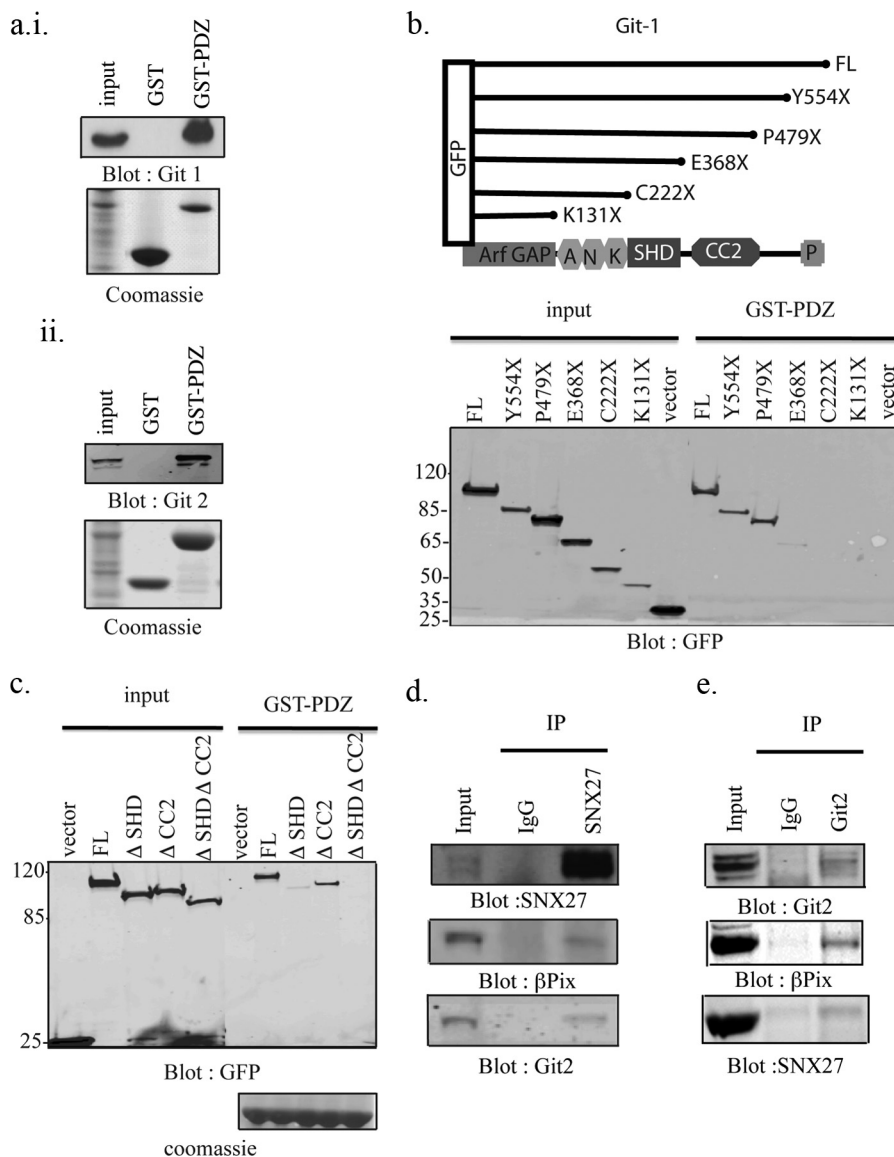 a.i.
input
GST
GST-PDZ
Blot : Git 1
Coomassie
ii.
input
GST
GST-PDZ
Blot : Git 2
Coomassie
b.
Git-1
GFP
FL
Y554X
P479X
E368X
C222X
K131X
Arf GAP A N K SHD CC2 P
input GST-PDZ
FL Y554X P479X E368X C222X K131X vector FL Y554X P479X E368X C222X K131X vector
120
85-
65-
50-
35-
25-
Blot : GFP
c.
input GST-PDZ
vector FL Δ SHD Δ CC2 Δ SHD Δ CC2 vector FL Δ SHD Δ CC2 Δ SHD Δ CC2
120
85-
25-
Blot : GFP
coomassie
d.
IP
Input IgG SNX27
Blot :SNX27
Blot : βPix
Blot : Git2
e.
IP
Input IgG Git2
Blot : Git2
Blot : βPix
Blot :SNX27